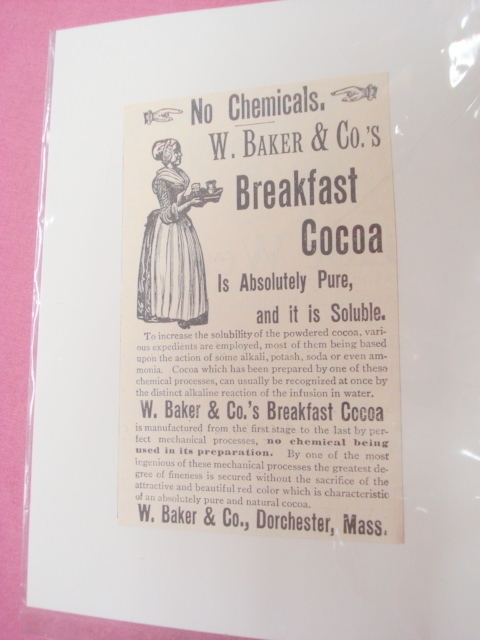 No Chemicals.
W. BAKER & CO.'S
Breakfast
Cocoa
Is Absolutely Pure,
and it is Soluble.
To increase the solubility of the powdered cocoa, vari-
ous expedients are employed, most of them being based
upon the action of some alkali, potash, soda or even am-
monia. Cocoa which has been prepared by one of these
chemical processes, can usually be recognized at once by
the distinct alkaline reaction of the infusion in water.
W. Baker & Co.'s Breakfast Cocoa
is manufactured from the first stage to the last by per-
fect mechanical processes, no chemical being
used in its preparation. By one of the most
ingenious of these mechanical processes the greatest de-
gree of fineness is secured without the sacrifice of the
attractive and beautiful red color which is characteristic
of an absolutely pure and natural cocoa.
W. Baker & Co., Dorchester, Mass.